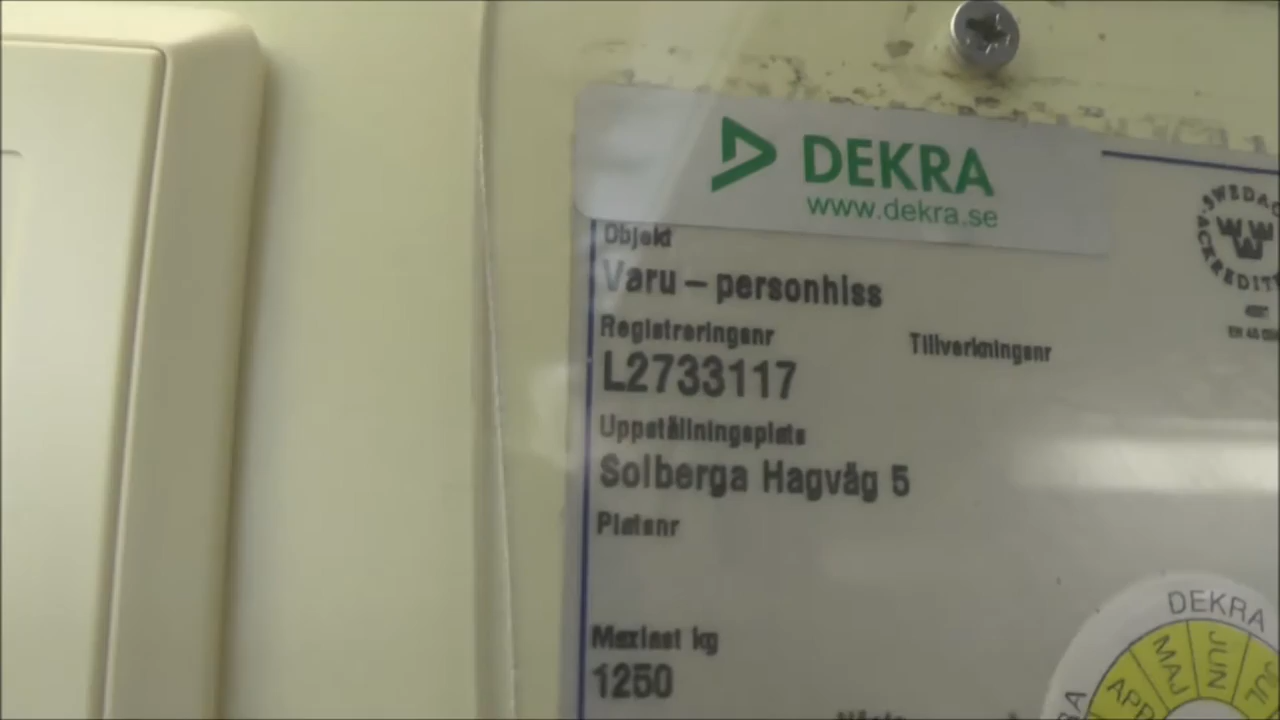 DEKRA
www.dekra.se
Objekt
Varu – personhiss
Registreringsnr
Tillverkningsnr
L2733117
Uppställningsplats
Solberga Hagväg 5
Platsnr
Maxlast kg
1250
DEKRA
APR MAJ JUN